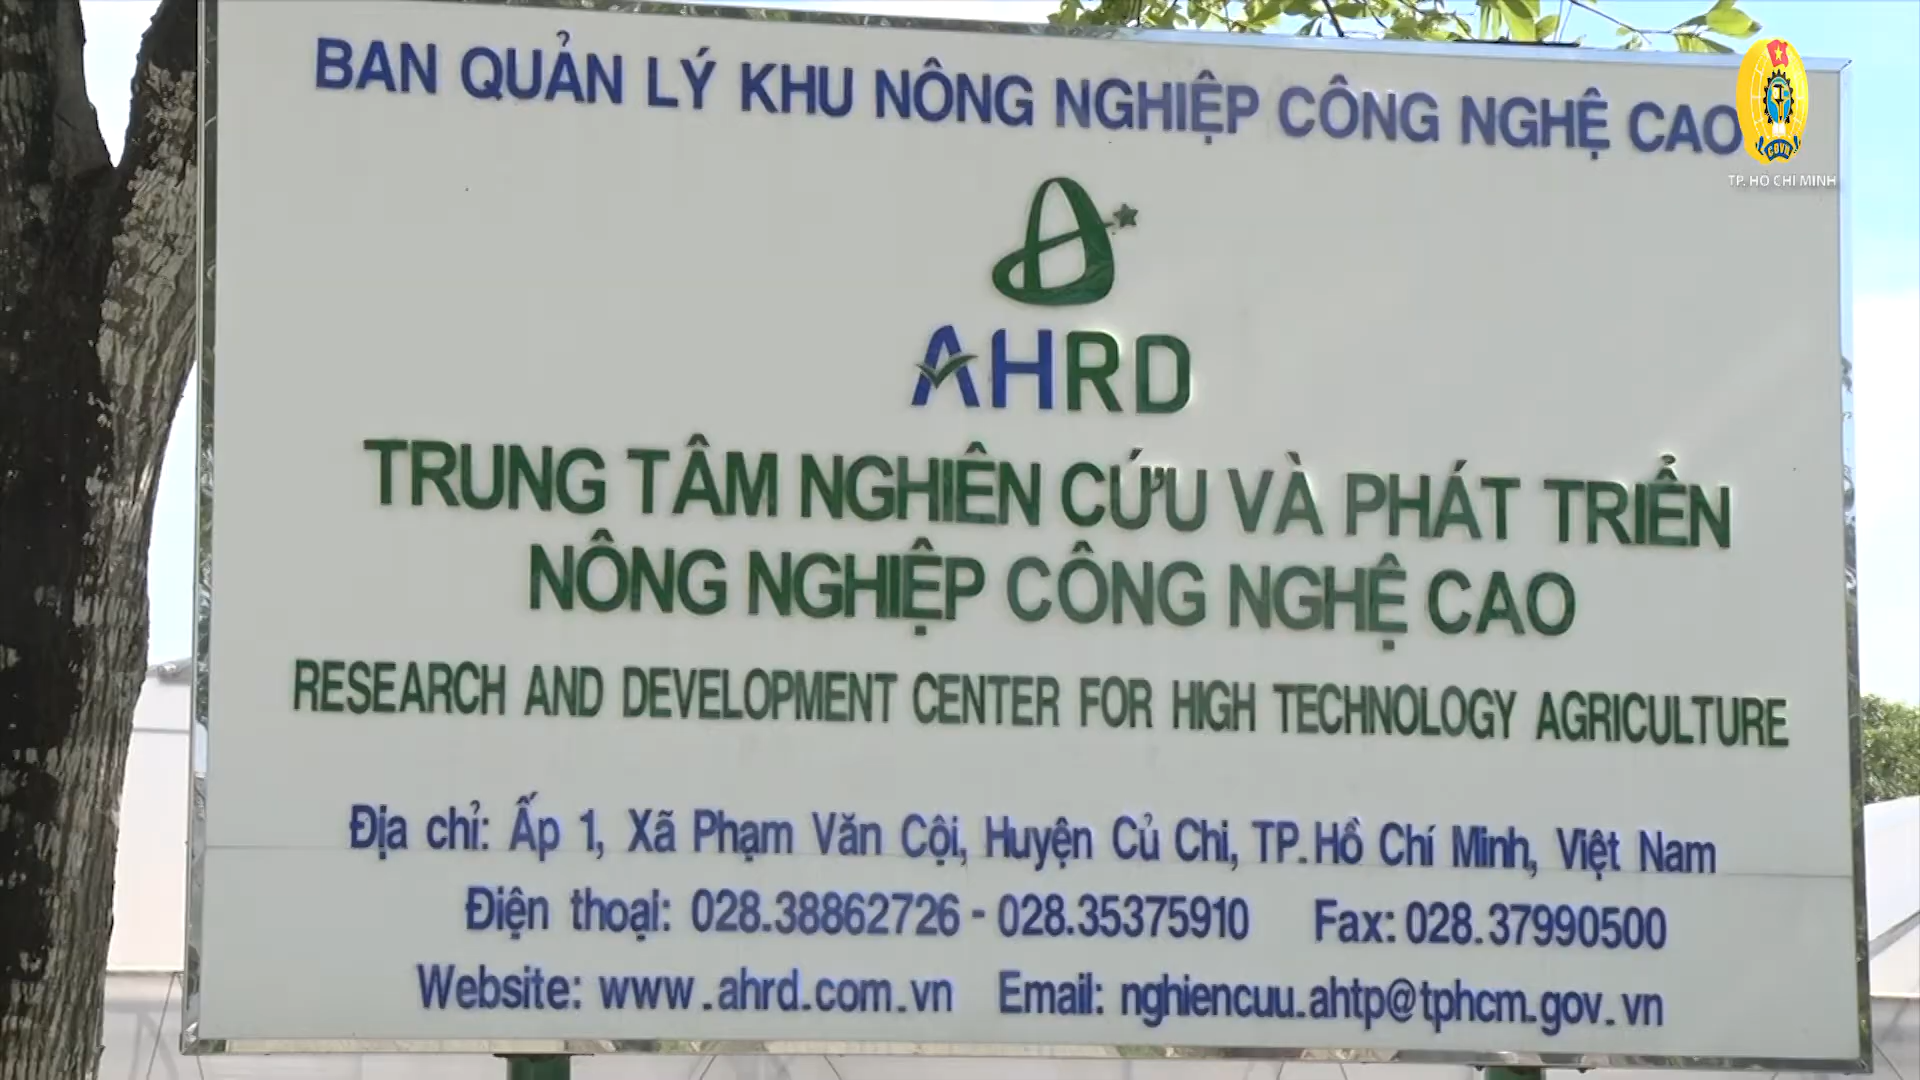 BAN QUẢN LÝ KHU NÔNG NGHIỆP CÔNG NGHỆ CAO
CĐVN
TP. HỒ CHÍ MINH
AHRD
TRUNG TÂM NGHIÊN CỨU VÀ PHÁT TRIỂN
NÔNG NGHIỆP CÔNG NGHỆ CAO
RESEARCH AND DEVELOPMENT CENTER FOR HIGH TECHNOLOGY AGRICULTURE
Địa chỉ: Ấp 1, Xã Phạm Văn Cội, Huyện Củ Chi, TP.Hồ Chí Minh, Việt Nam
Điện thoại: 028.38862726 - 028.35375910 Fax: 028.37990500
Website: www.ahrd.com.vn Email: nghiencuu.ahtp@tphcm.gov.vn